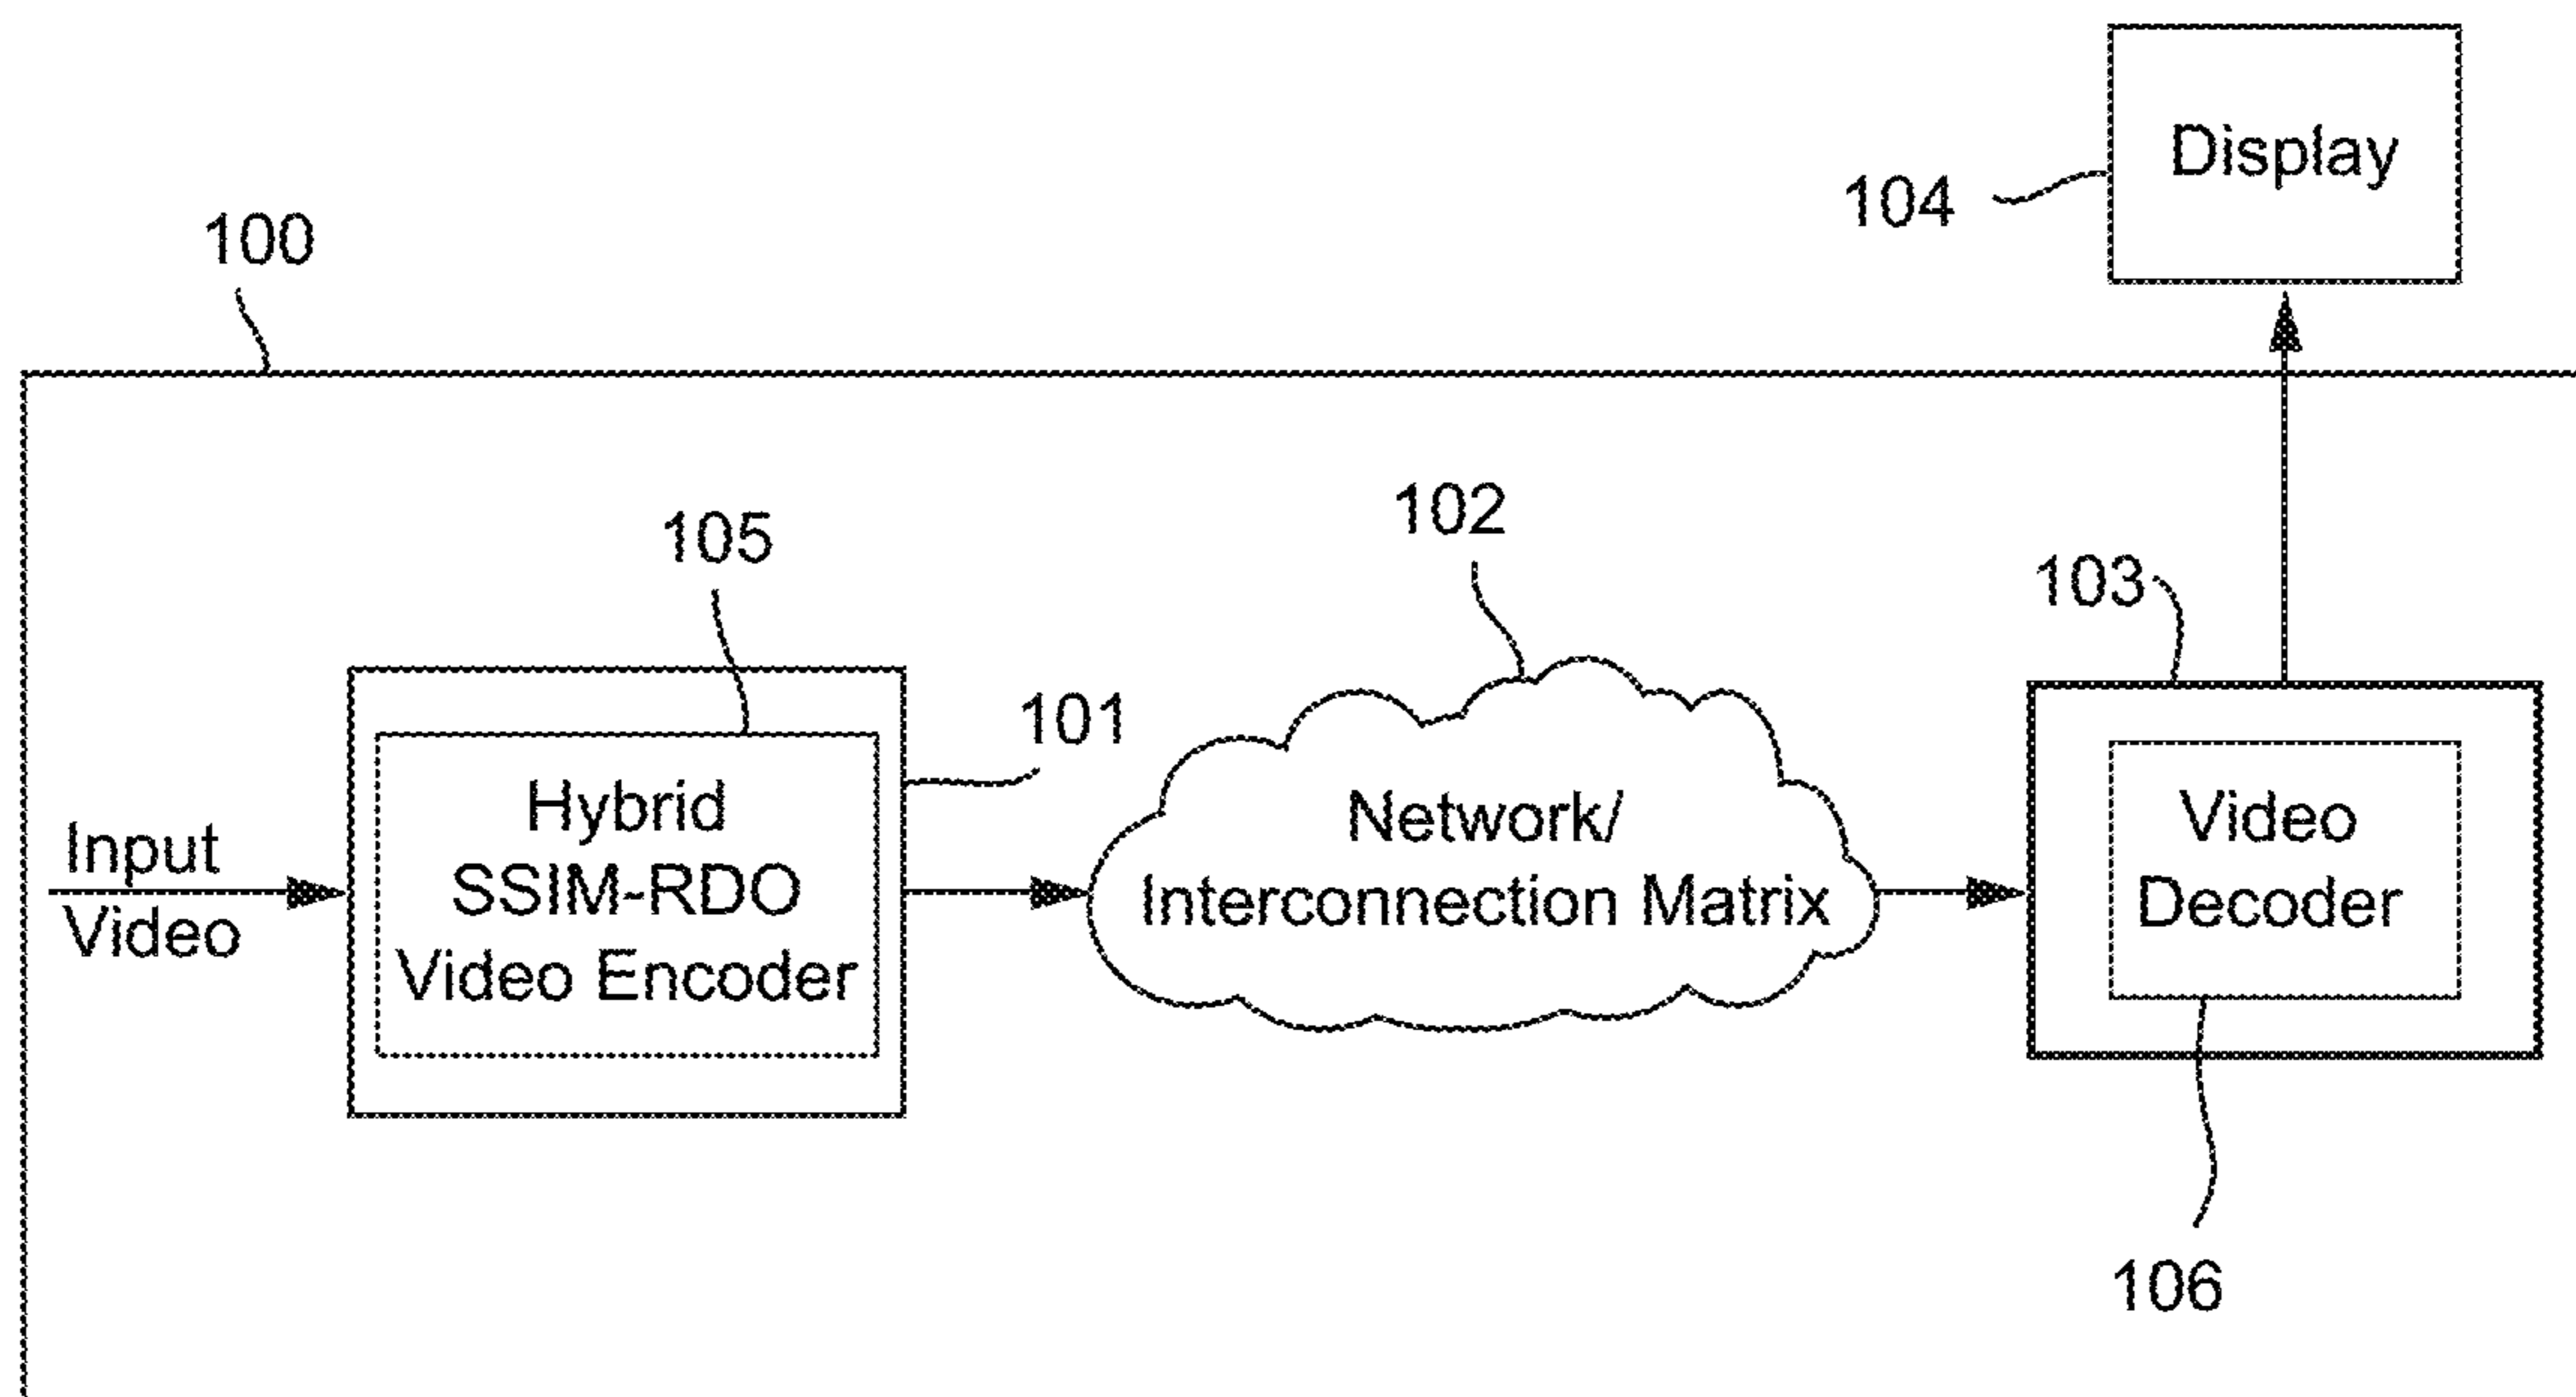 Display
104
100
102
105
103
101
Input
Video
Hybrid
SSIM-RDO
Video Encoder
Network/
Interconnection Matrix
Video
Decoder
106